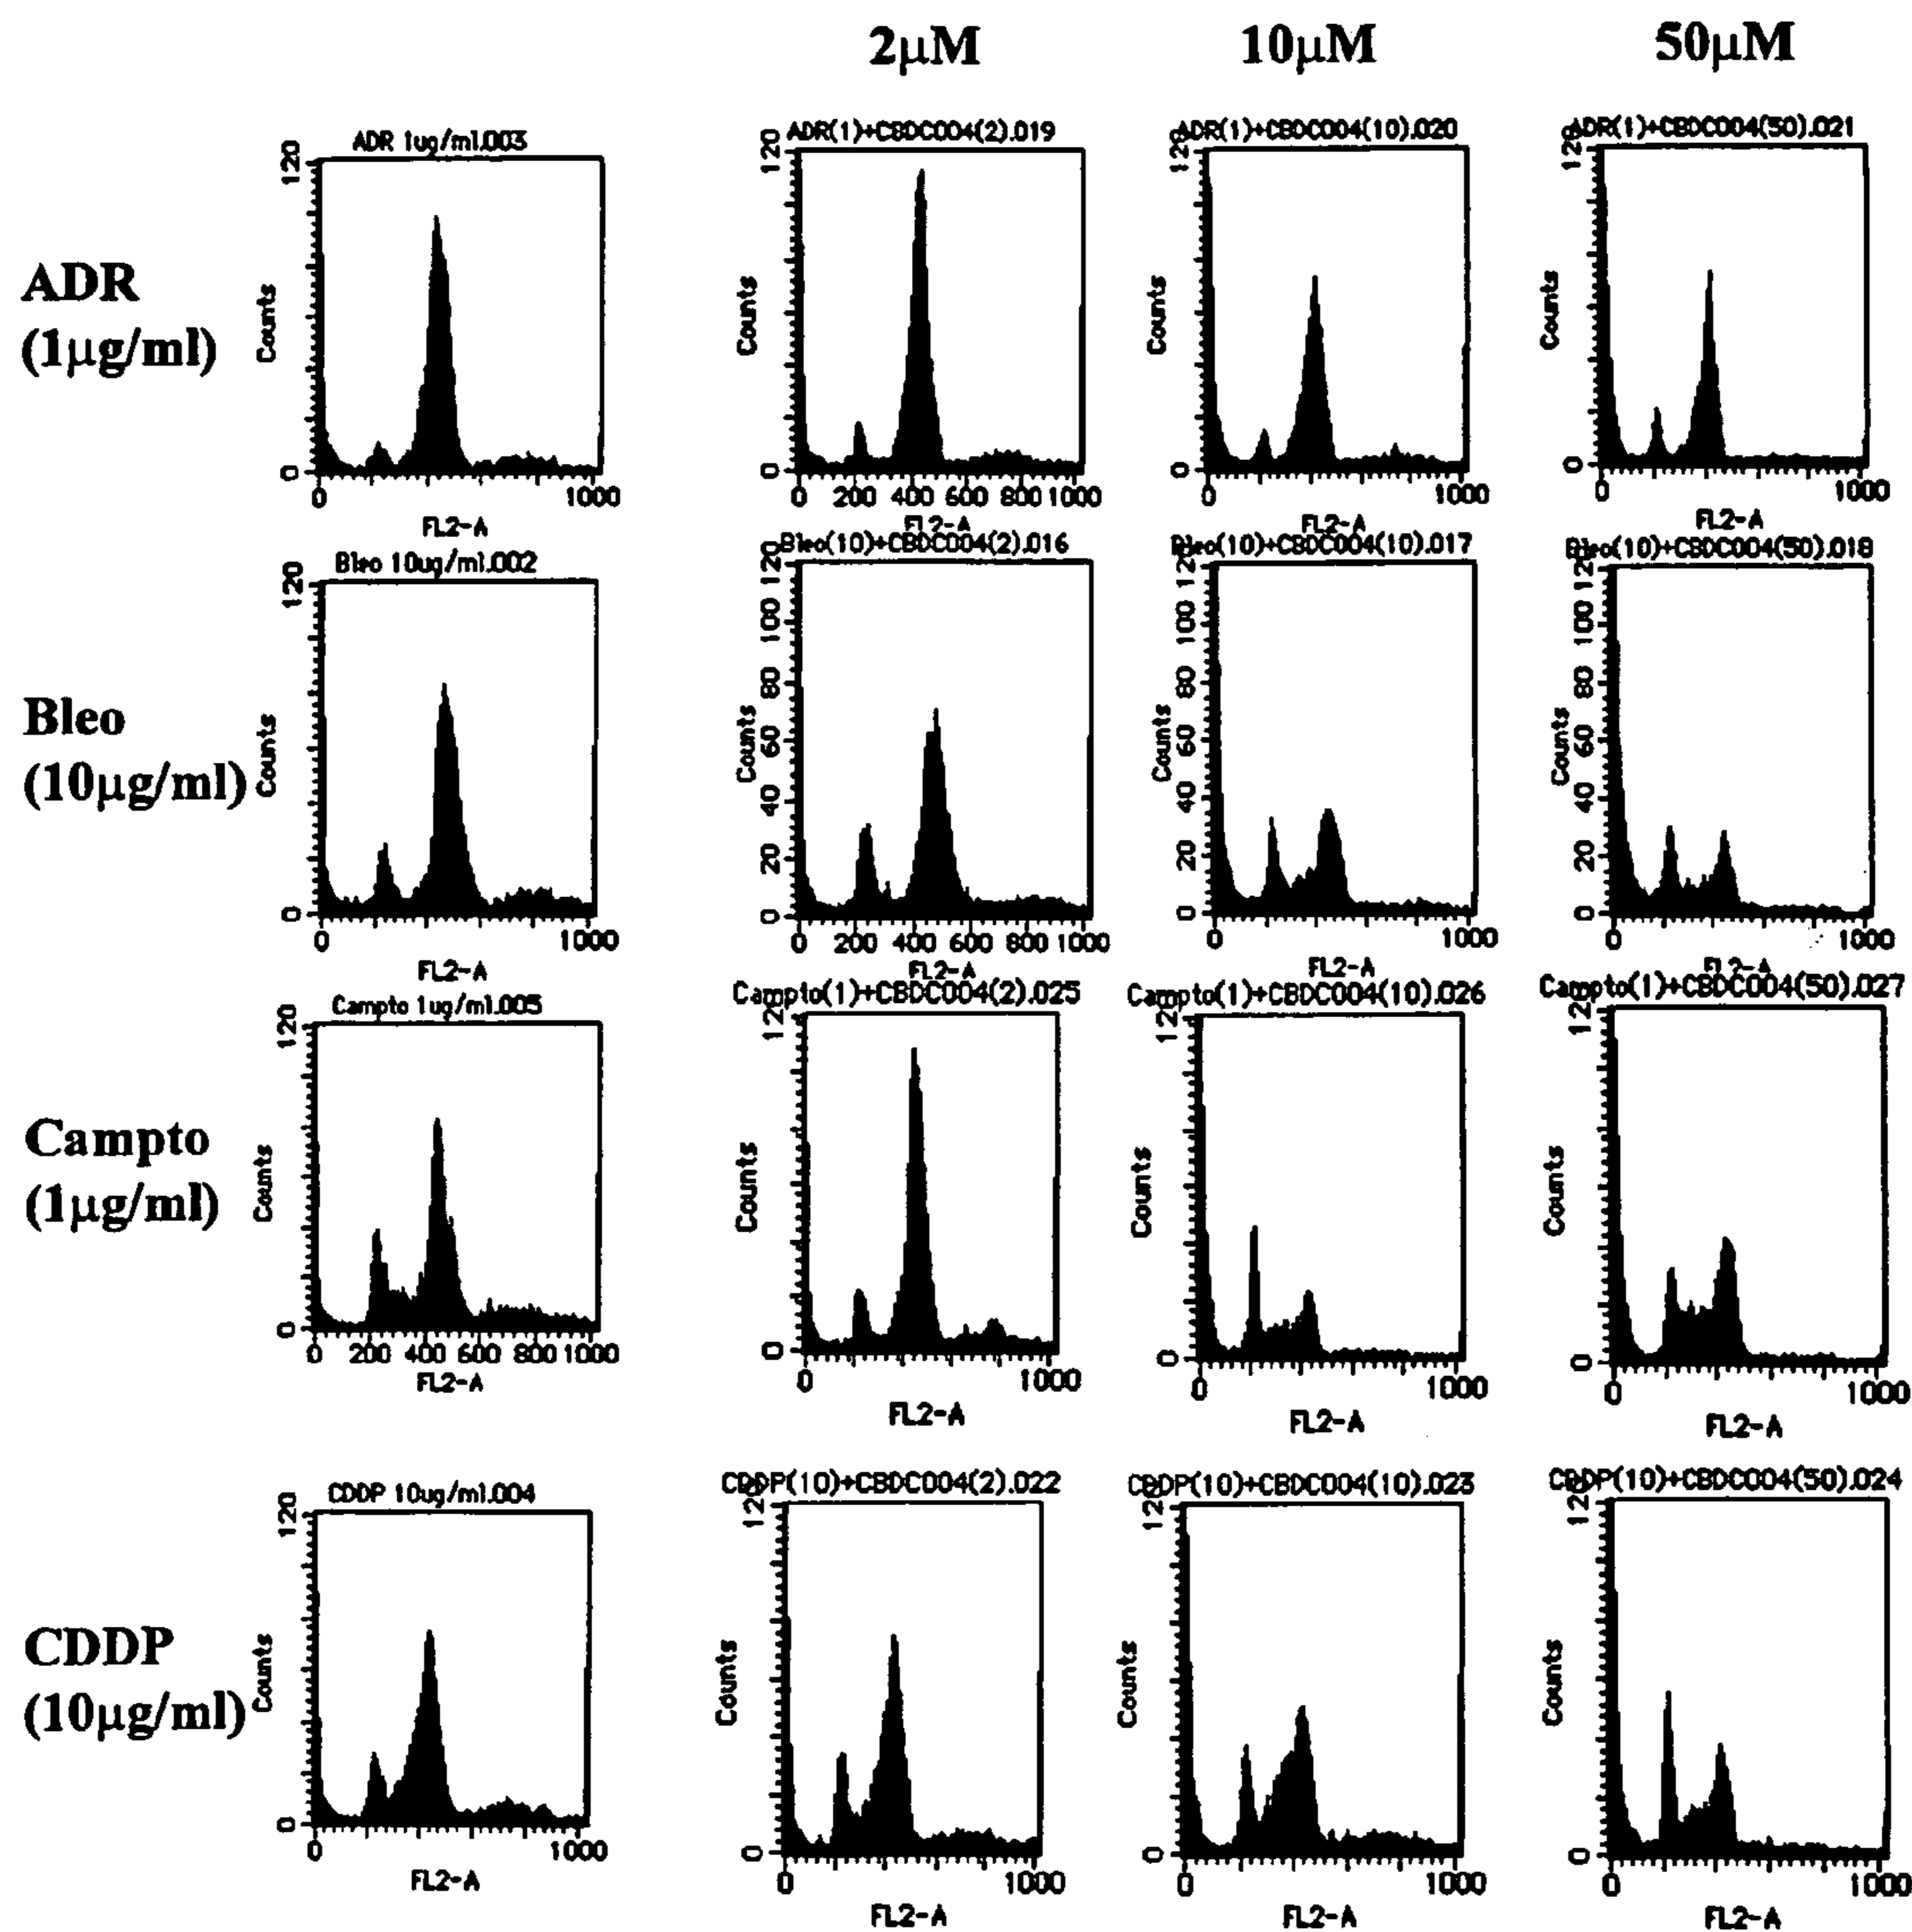 2μM 10μM 50μM
ADR
(1μg/ml)
ADR 1ug/ml.003
120
Counts
0
0 1000
FL2-A
ADR(1)+CBDC004(2).019
120
Counts
0
0 200 400 600 800 1000
FL2-A
ADR(1)+CBDC004(10).020
120
Counts
0
0 1000
FL2-A
ADR(1)+CBDC004(50).021
120
Counts
0
0 1000
FL2-A
Bleo
(10μg/ml)
Bleo 10ug/ml.002
120
Counts
0
0 1000
FL2-A
Bleo(10)+CBDC004(2).016
120
100
80
60
40
20
0
Counts
0 200 400 600 800 1000
FL2-A
Bleo(10)+CBDC004(10).017
120
100
80
60
40
20
0
Counts
0 1000
FL2-A
Bleo(10)+CBDC004(50).018
120
100
80
60
40
20
0
Counts
0 1000
FL2-A
Campto
(1μg/ml)
Campto 1ug/ml.005
120
Counts
0
0 200 400 600 800 1000
FL2-A
Campto(1)+CBDC004(2).025
120
Counts
0
0 1000
FL2-A
Campto(1)+CBDC004(10).026
120
Counts
0
0 1000
FL2-A
Campto(1)+CBDC004(50).027
120
Counts
0
0 1000
FL2-A
CDDP
(10μg/ml)
CDDP 10ug/ml.004
120
Counts
0
0 1000
FL2-A
CDDP(10)+CBDC004(2).022
120
Counts
0
0 1000
FL2-A
CDDP(10)+CBDC004(10).023
120
Counts
0
0 1000
FL2-A
CDDP(10)+CBDC004(50).024
120
Counts
0
0 1000
FL2-A